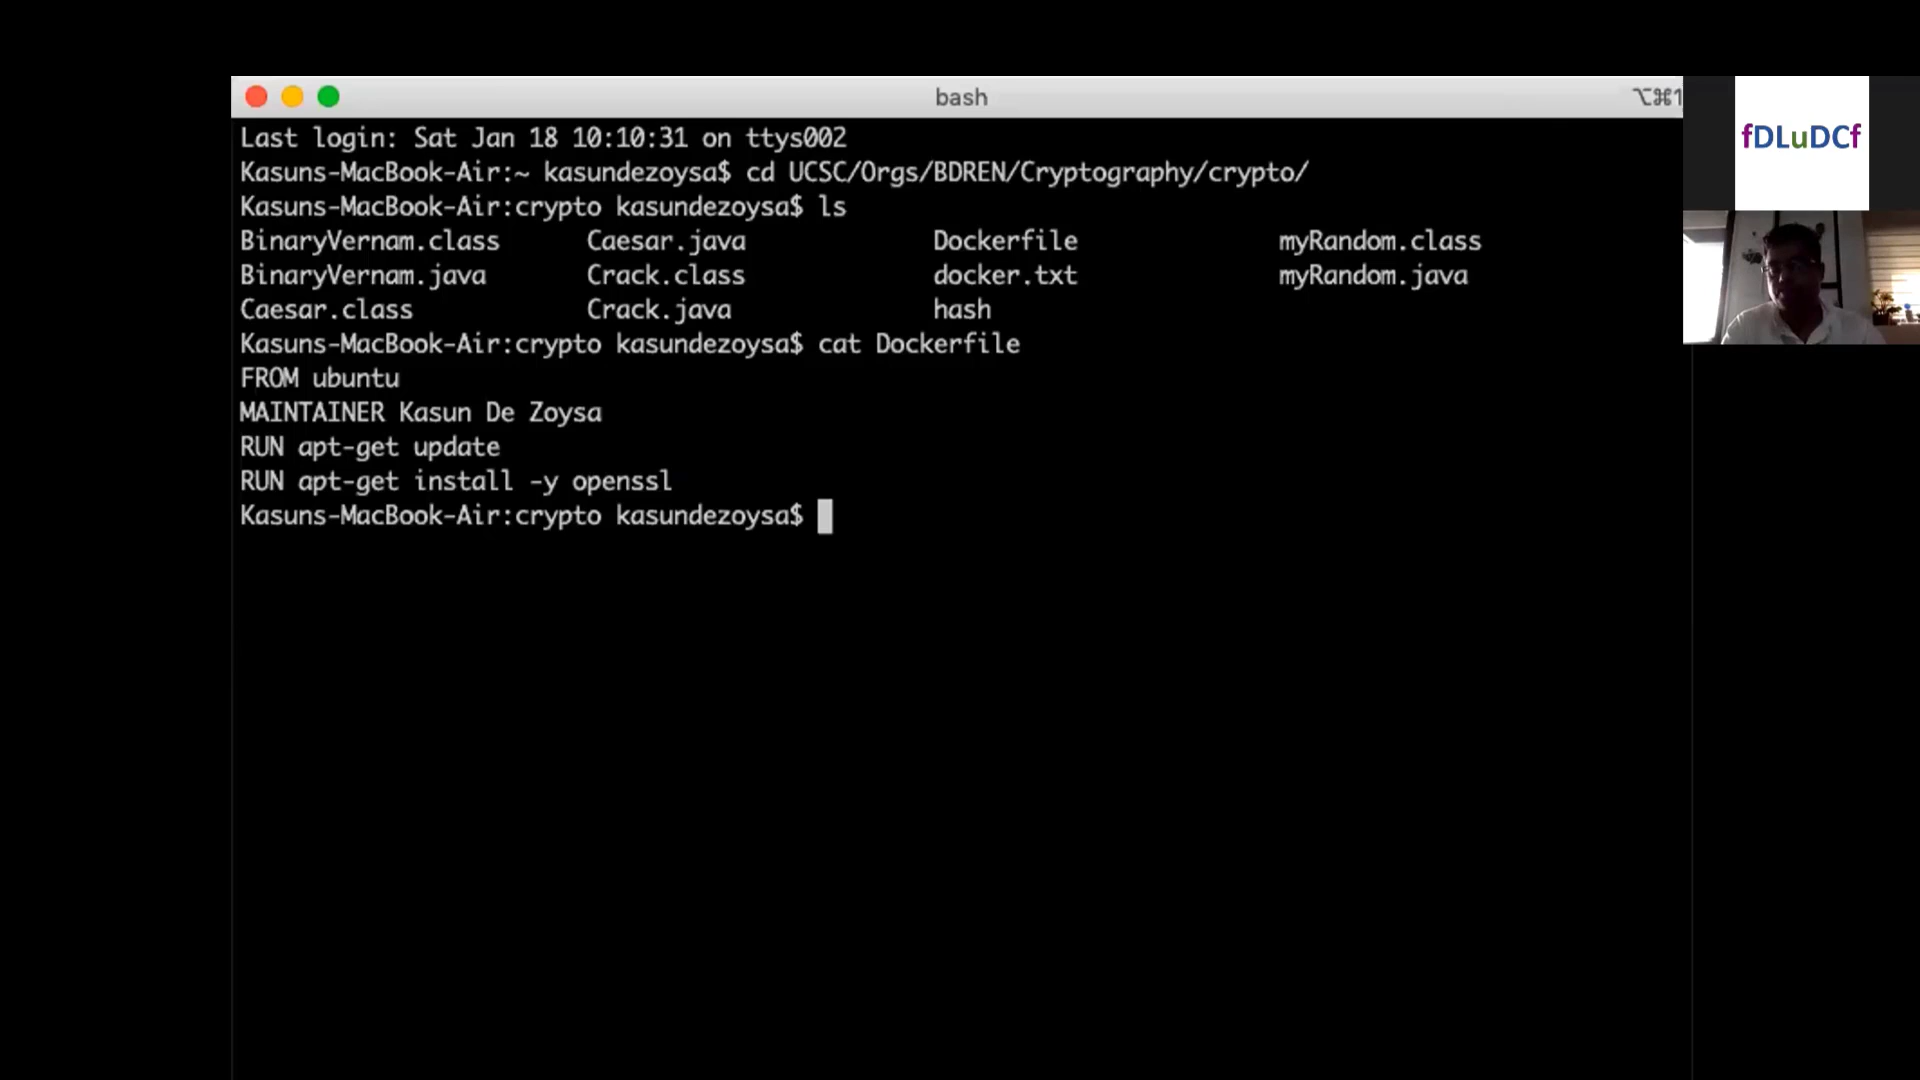 bash
⌥⌘1
Last login: Sat Jan 18 10:10:31 on ttys002
Kasuns-MacBook-Air:~ kasundezoysa$ cd UCSC/Orgs/BDREN/Cryptography/crypto/
Kasuns-MacBook-Air:crypto kasundezoysa$ ls
BinaryVernam.class Caesar.java Dockerfile myRandom.class
BinaryVernam.java Crack.class docker.txt myRandom.java
Caesar.class Crack.java hash
Kasuns-MacBook-Air:crypto kasundezoysa$ cat Dockerfile
FROM ubuntu
MAINTAINER Kasun De Zoysa
RUN apt-get update
RUN apt-get install -y openssl
Kasuns-MacBook-Air:crypto kasundezoysa$
fDLuDCf